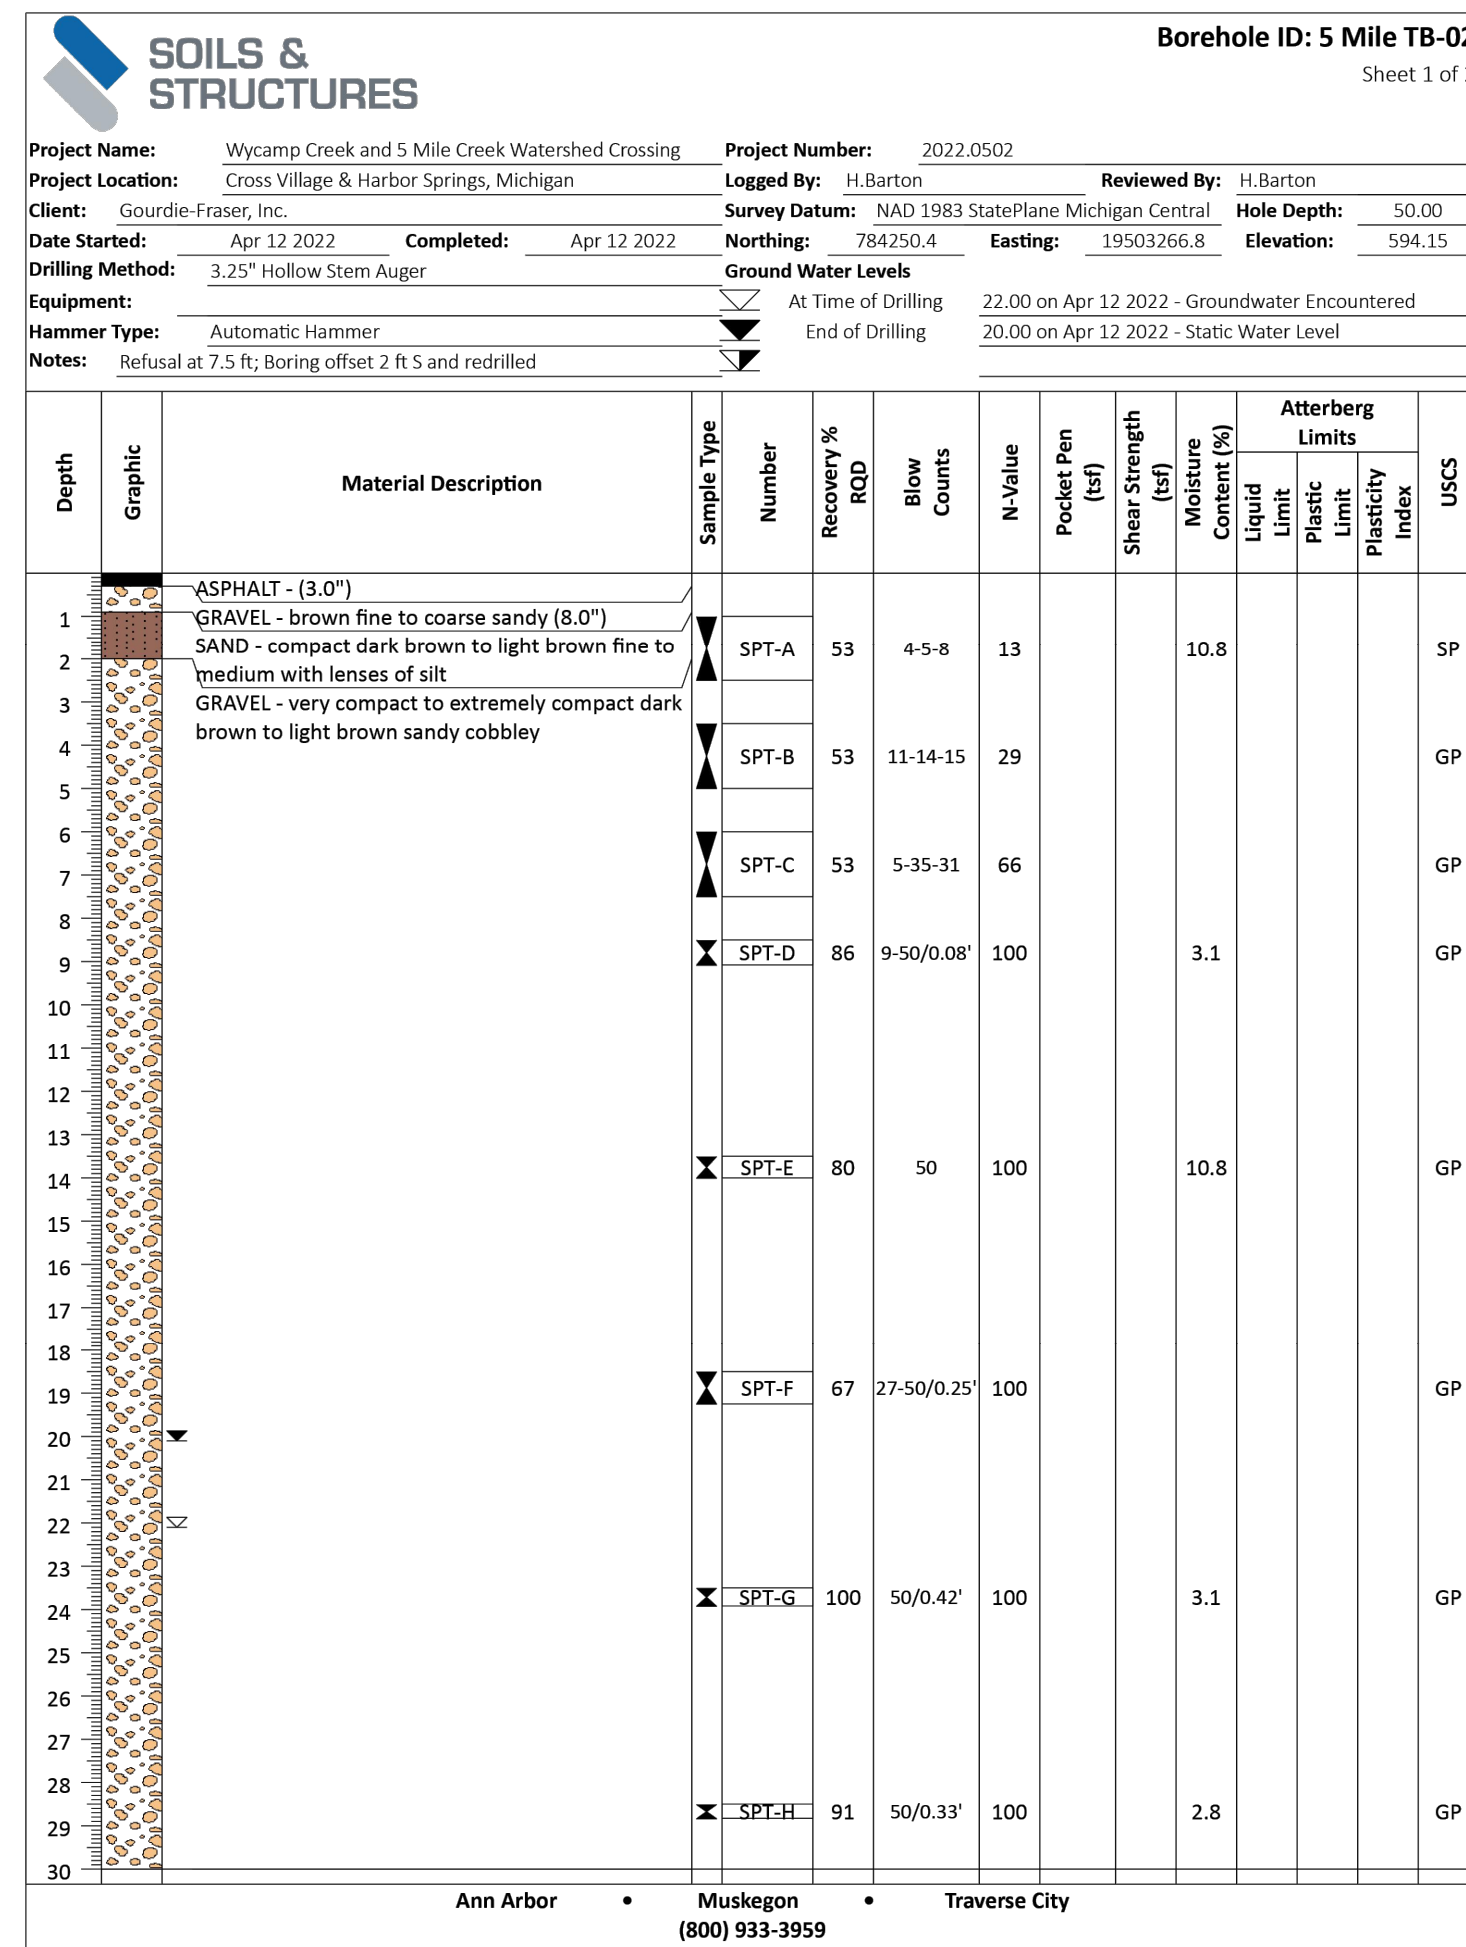 SOILS &
STRUCTURES
Borehole ID: 5 Mile TB-02
Sheet 1 of
Project Name: Wycamp Creek and 5 Mile Creek Watershed Crossing Project Number: 2022.0502
Project Location: Cross Village & Harbor Springs, Michigan Logged By: H.Barton Reviewed By: H.Barton
Client: Gourdie-Fraser, Inc. Survey Datum: NAD 1983 StatePlane Michigan Central Hole Depth: 50.00
Date Started: Apr 12 2022 Completed: Apr 12 2022 Northing: 784250.4 Easting: 19503266.8 Elevation: 594.15
Drilling Method: 3.25" Hollow Stem Auger Ground Water Levels
Equipment: At Time of Drilling 22.00 on Apr 12 2022 - Groundwater Encountered
Hammer Type: Automatic Hammer End of Drilling 20.00 on Apr 12 2022 - Static Water Level
Notes: Refusal at 7.5 ft; Boring offset 2 ft S and redrilled
Depth
Graphic
Material Description
Sample Type
Number
Recovery %
RQD
Blow
Counts
N-Value
Pocket Pen
(tsf)
Shear Strength
(tsf)
Moisture
Content (%)
Atterberg
Limits
Liquid
Limit
Plastic
Limit
Plasticity
Index
USCS
ASPHALT - (3.0")
1 GRAVEL - brown fine to coarse sandy (8.0")
SAND - compact dark brown to light brown fine to SPT-A 53 4-5-8 13 10.8 SP
2
medium with lenses of silt
3 GRAVEL - very compact to extremely compact dark
brown to light brown sandy cobbley
4 SPT-B 53 11-14-15 29 GP
5
6
7 SPT-C 53 5-35-31 66 GP
8
9 SPT-D 86 9-50/0.08' 100 3.1 GP
10
11
12
13
14 SPT-E 80 50 100 10.8 GP
15
16
17
18
19 SPT-F 67 27-50/0.25' 100 GP
20
21
22
23
24 SPT-G 100 50/0.42' 100 3.1 GP
25
26
27
28
29 SPT-H 91 50/0.33' 100 2.8 GP
30
Ann Arbor • Muskegon • Traverse City
(800) 933-3959